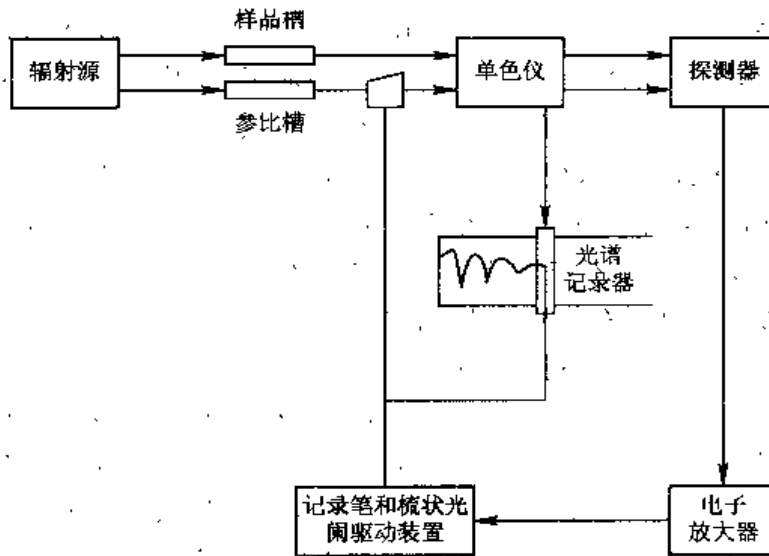 样品槽
辐射源
单色仪
探测器
参比槽
光谱
记录器
记录笔和梳状光
阑驱动装置
电子
放大器